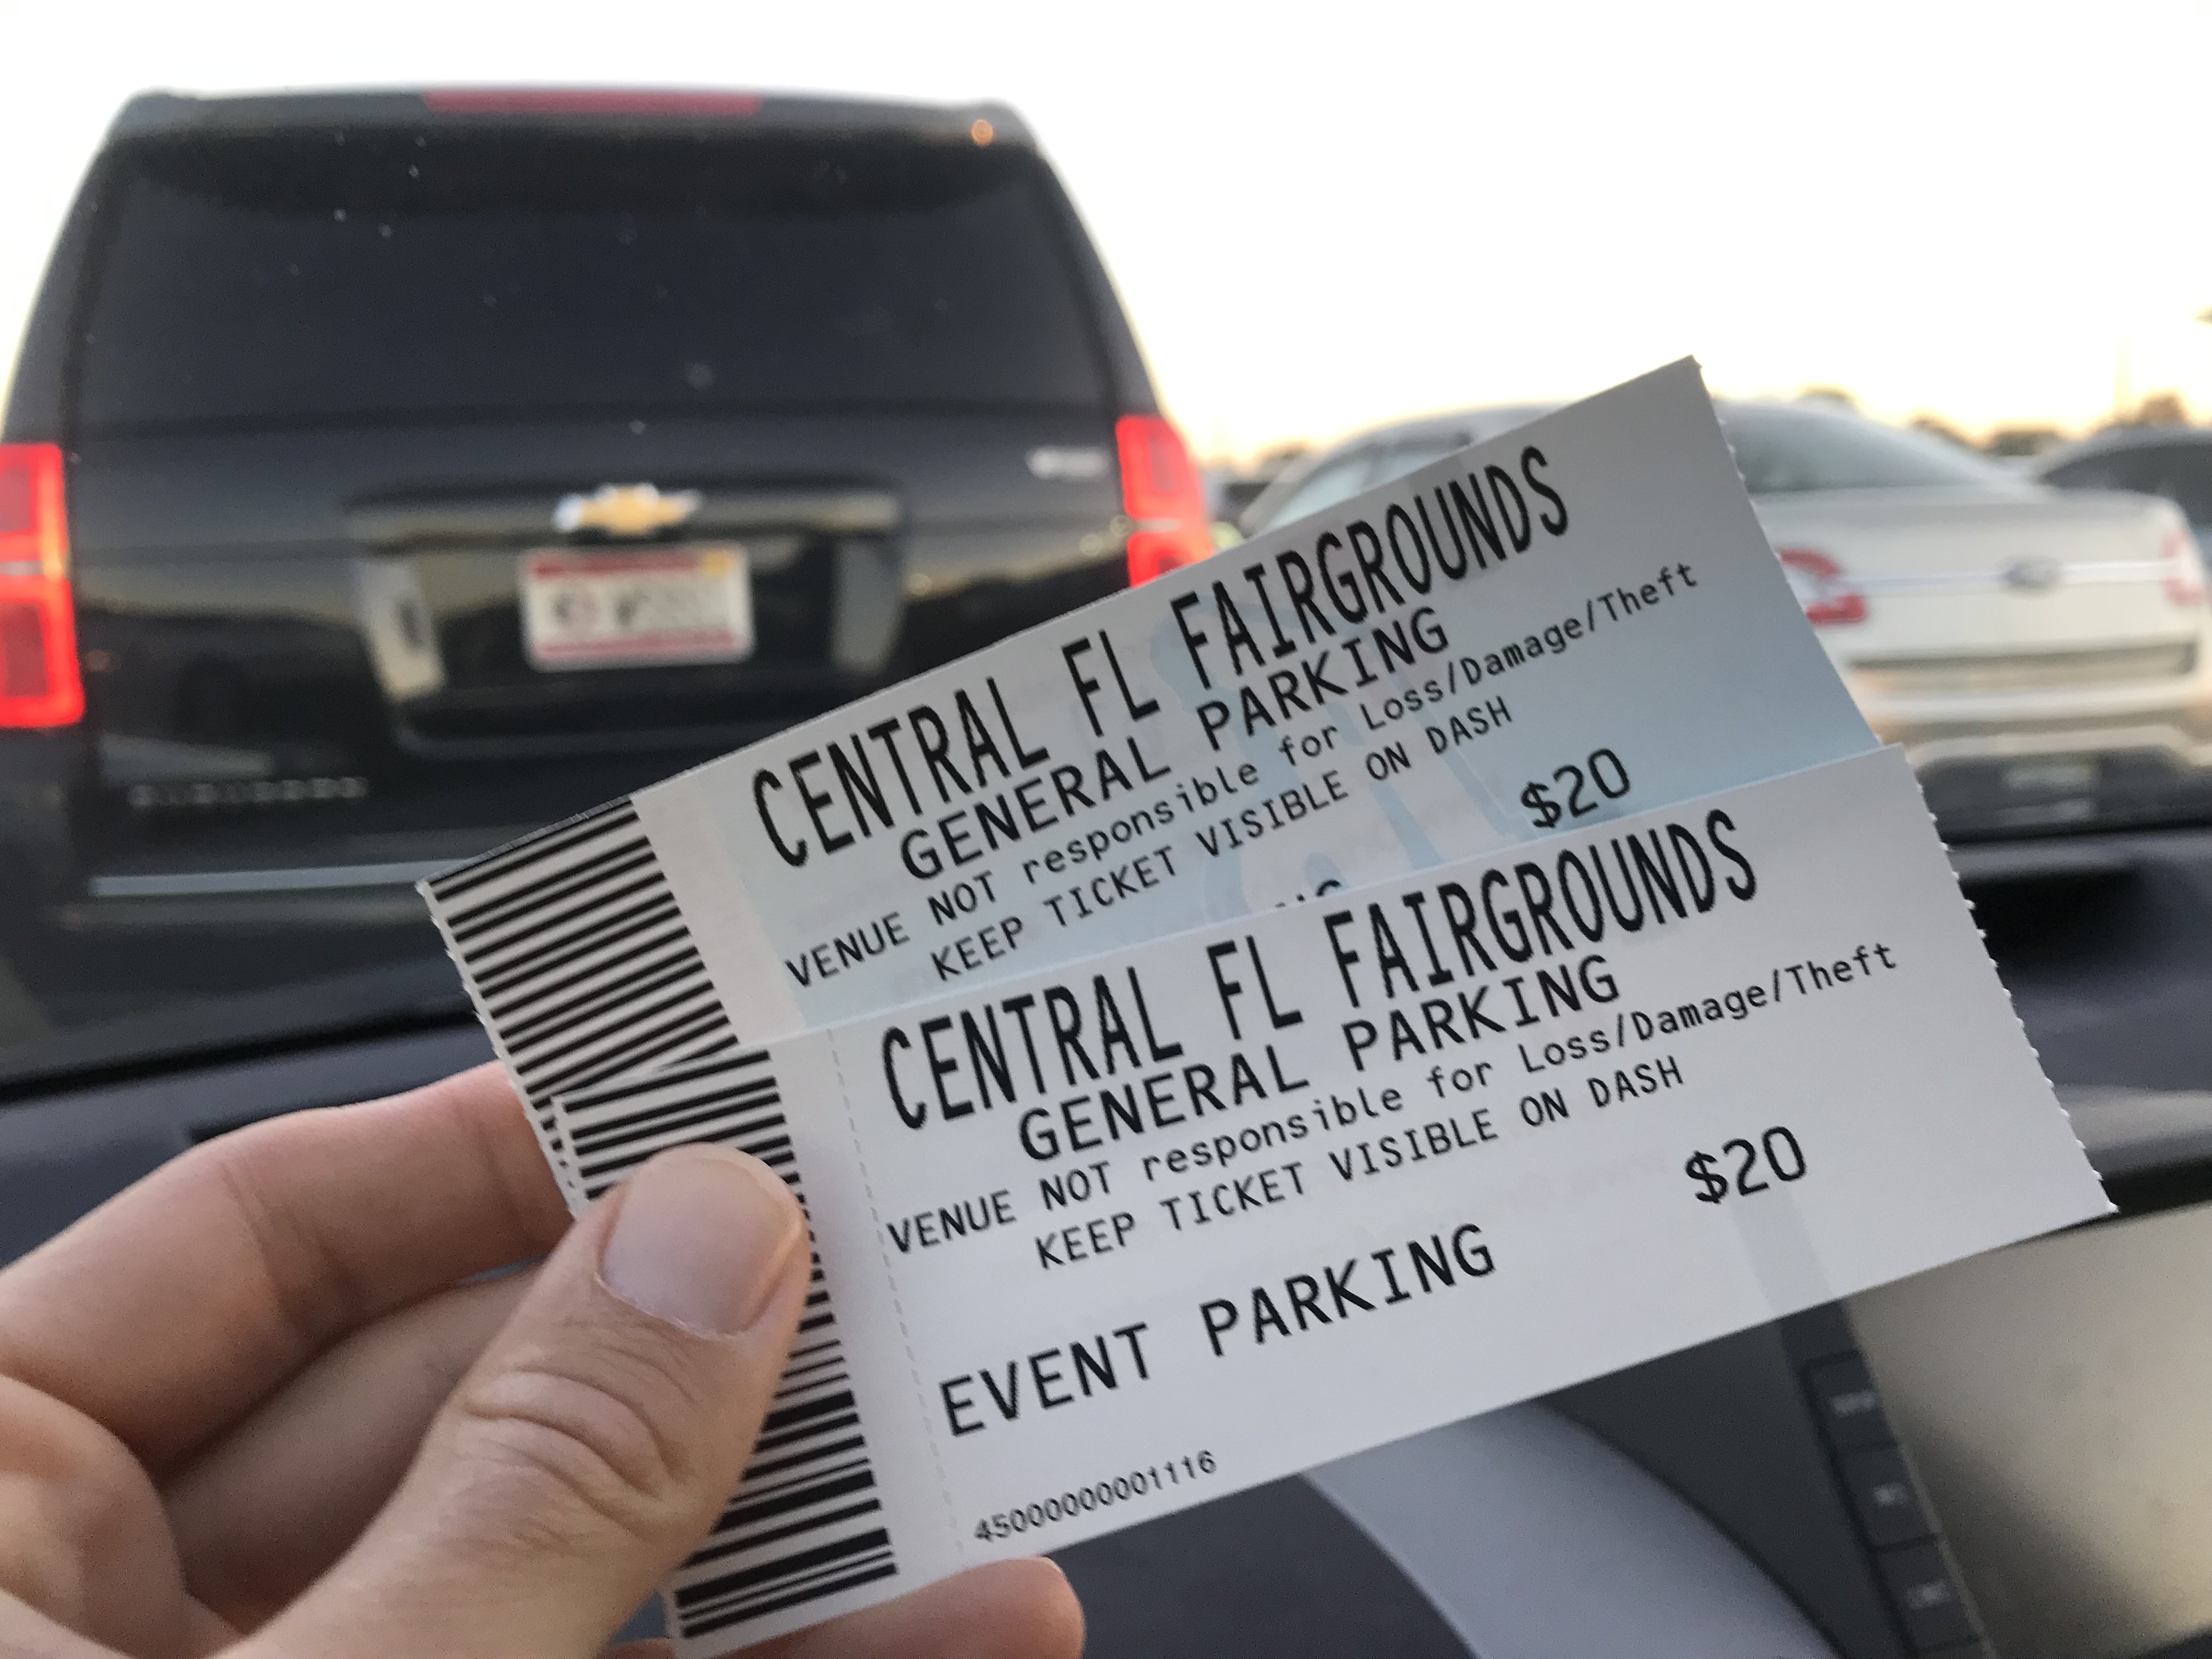 CENTRAL FL FAIRGROUNDS
GENERAL PARKING
VENUE NOT responsible for Loss/Damage/Theft
KEEP TICKET VISIBLE ON DASH
$20
CENTRAL FL FAIRGROUNDS
GENERAL PARKING
VENUE NOT responsible for Loss/Damage/Theft
KEEP TICKET VISIBLE ON DASH
$20
EVENT PARKING
4500000001116